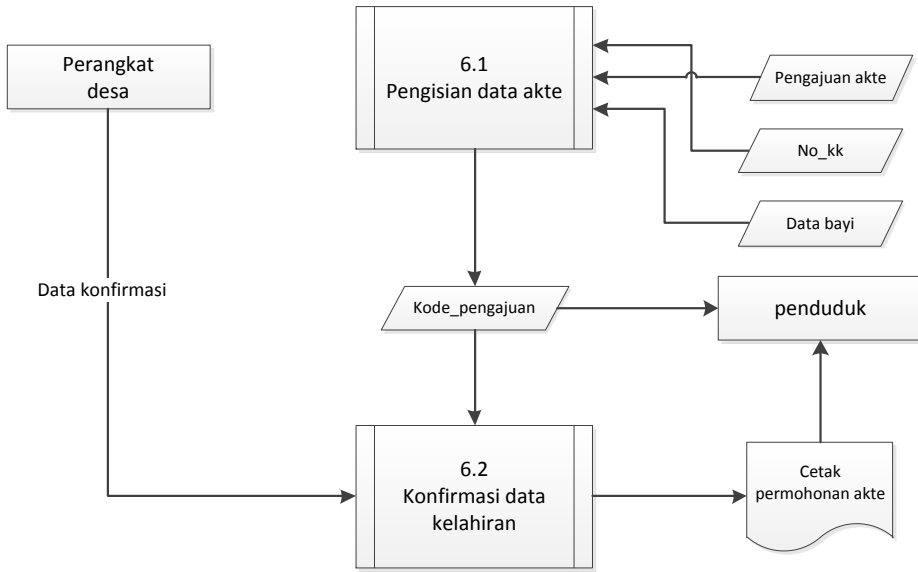 Perangkat
desa
6.1
Pengisian data akte
Pengajuan akte
No_kk
Data bayi
Data konfirmasi
Kode_pengajuan
penduduk
6.2
Konfirmasi data
kelahiran
Cetak
permohonan akte